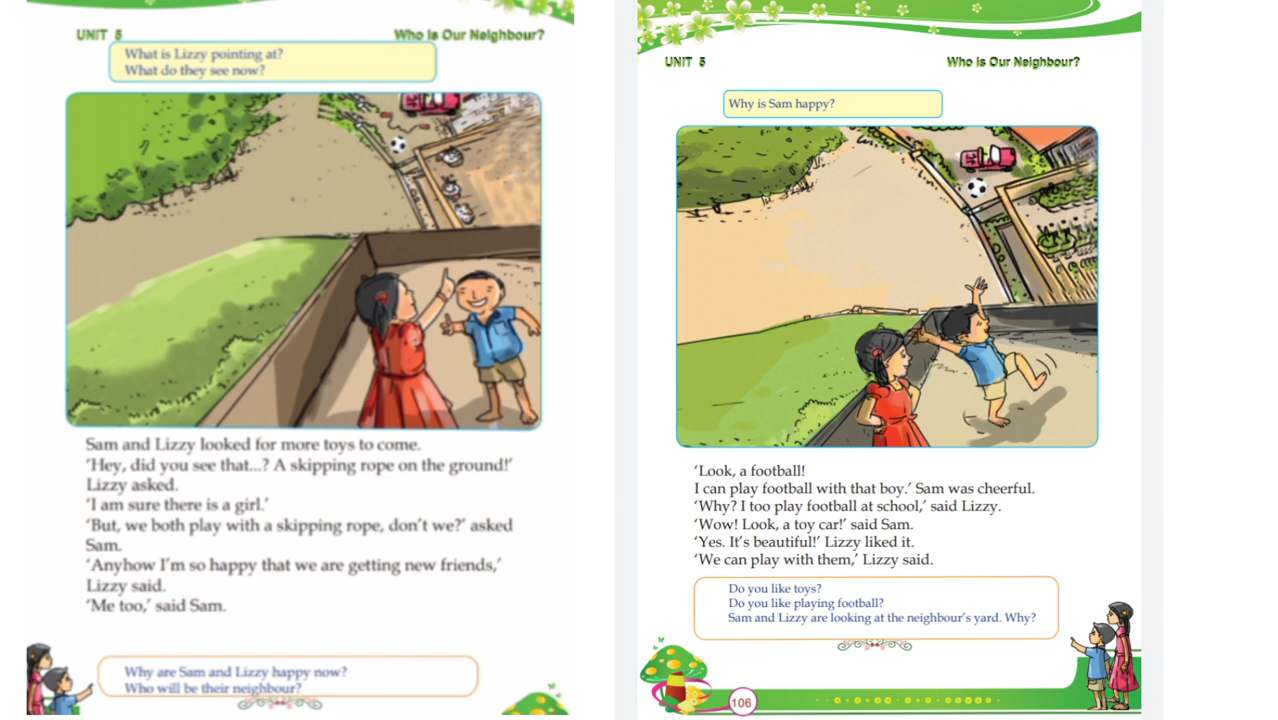 UNIT 5
Who is Our Neighbour?
What is Lizzy pointing at?
What do they see now?
Sam and Lizzy looked for more toys to come.
‘Hey, did you see that...? A skipping rope on the ground!’
Lizzy asked.
‘I am sure there is a girl.’
‘But, we both play with a skipping rope, don’t we?’ asked
Sam.
‘Anyhow I’m so happy that we are getting new friends,’
Lizzy said.
‘Me too,’ said Sam.
Why are Sam and Lizzy happy now?
Who will be their neighbour?
UNIT 5
Who is Our Neighbour?
Why is Sam happy?
‘Look, a football!
I can play football with that boy.’ Sam was cheerful.
‘Why? I too play football at school,’ said Lizzy.
‘Wow! Look, a toy car!’ said Sam.
‘Yes. It’s beautiful!’ Lizzy liked it.
‘We can play with them,’ Lizzy said.
Do you like toys?
Do you like playing football?
Sam and Lizzy are looking at the neighbour’s yard. Why?
106